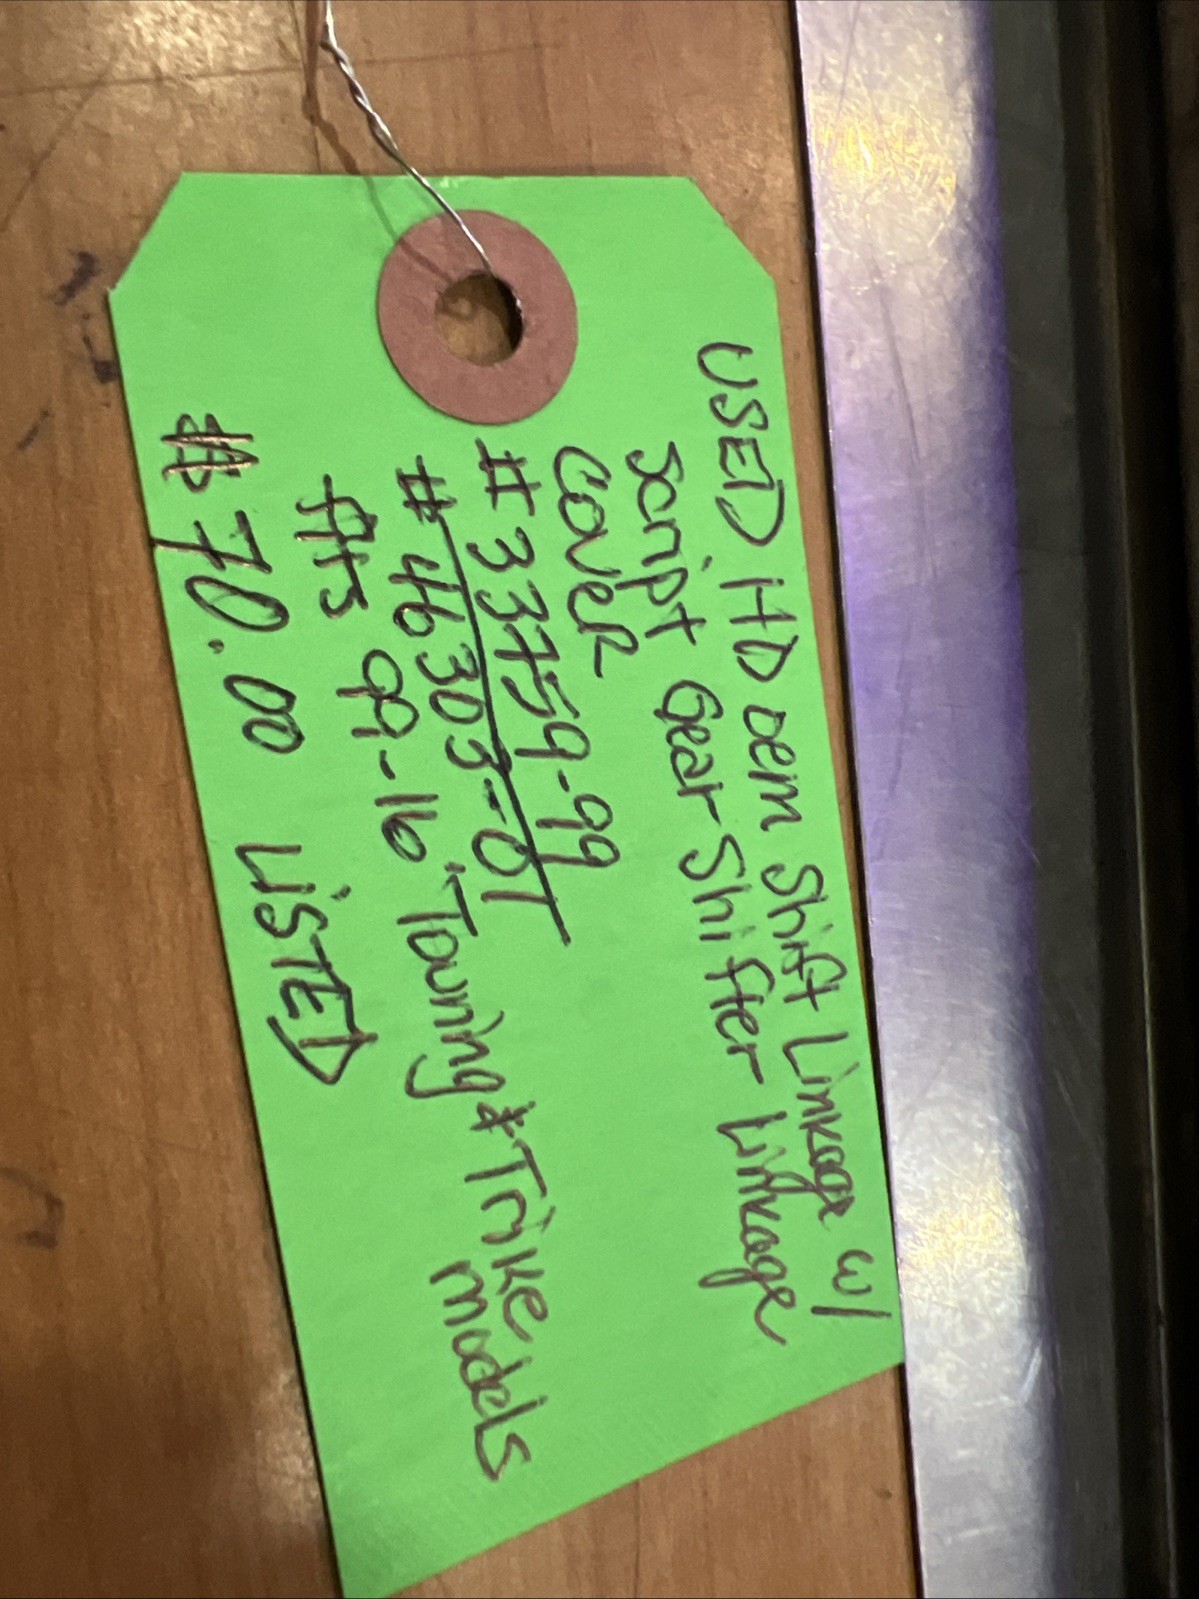 USED HD oem Shift Linkage w/
script Gear Shifter Linkage
COVER
#33759-99
#46303-01
fits 99-16 Touring & Trike
models
$70.00 LISTED